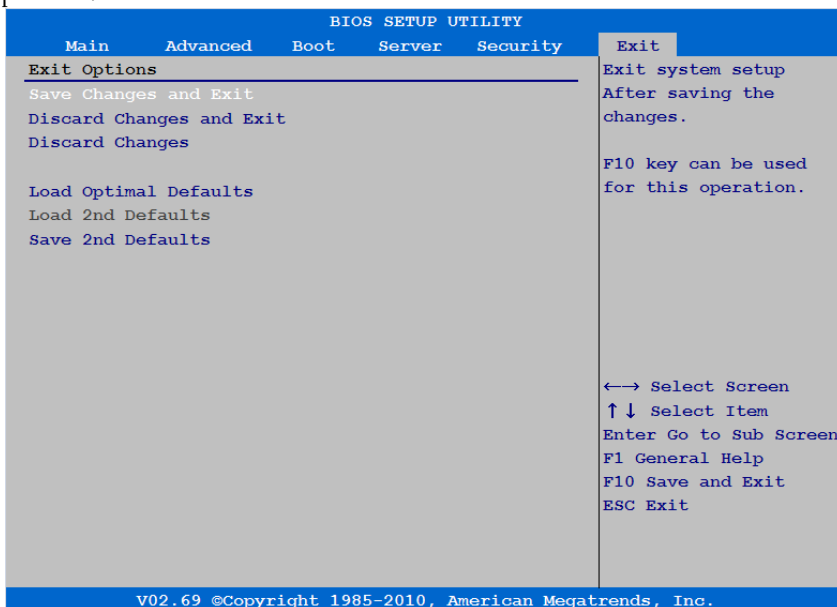 BIOS SETUP UTILITY
Main Advanced Boot Server Security Exit
Exit Options
Save Changes and Exit
Discard Changes and Exit
Discard Changes
Load Optimal Defaults
Load 2nd Defaults
Save 2nd Defaults
Exit system setup
After saving the
changes.
F10 key can be used
for this operation.
←→ Select Screen
↑↓ Select Item
Enter Go to Sub Screen
F1 General Help
F10 Save and Exit
ESC Exit
V02.69 ©Copyright 1985-2010, American Megatrends, Inc.